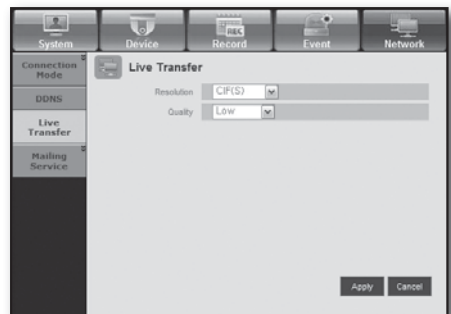 System Device Record Event Network
REC
Connection
Mode
DDNS
Live
Transfer
Mailing
Service
Live Transfer
Resolution CIF(S)
Quality Low
Apply Cancel